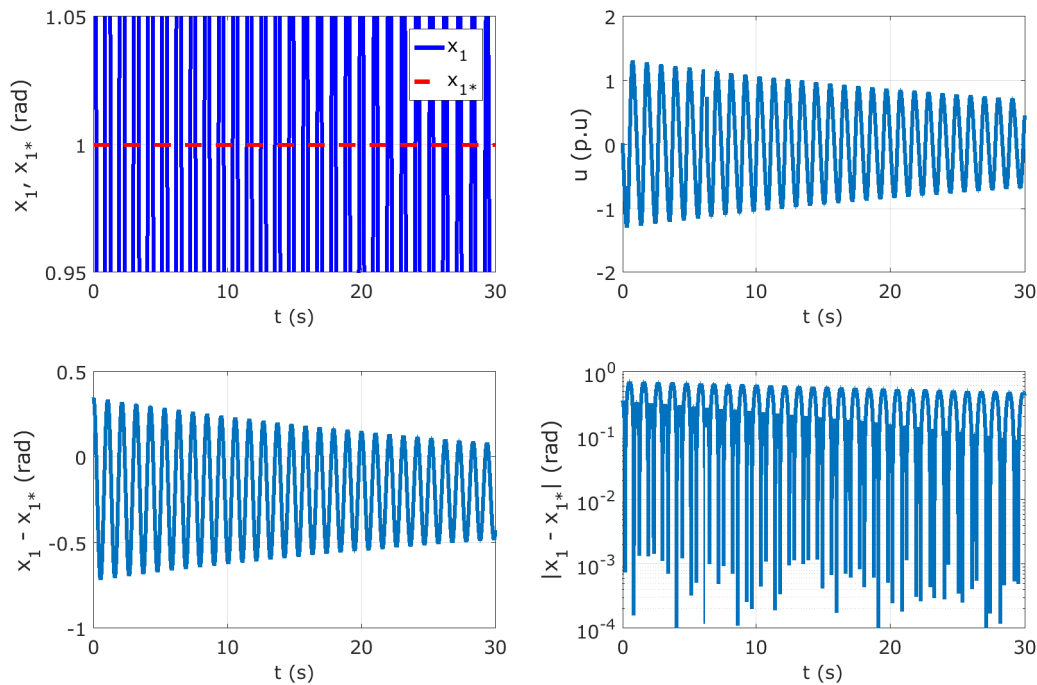 1.05
1
0.95
x1, x1* (rad)
x1
x1*
0 10 20 30
t (s)
2
1
0
-1
-2
u (p.u)
0 10 20 30
t (s)
0.5
0
-0.5
-1
x1 - x1* (rad)
0 10 20 30
t (s)
10^0
10^-1
10^-2
10^-3
10^-4
|x1 - x1*| (rad)
0 10 20 30
t (s)